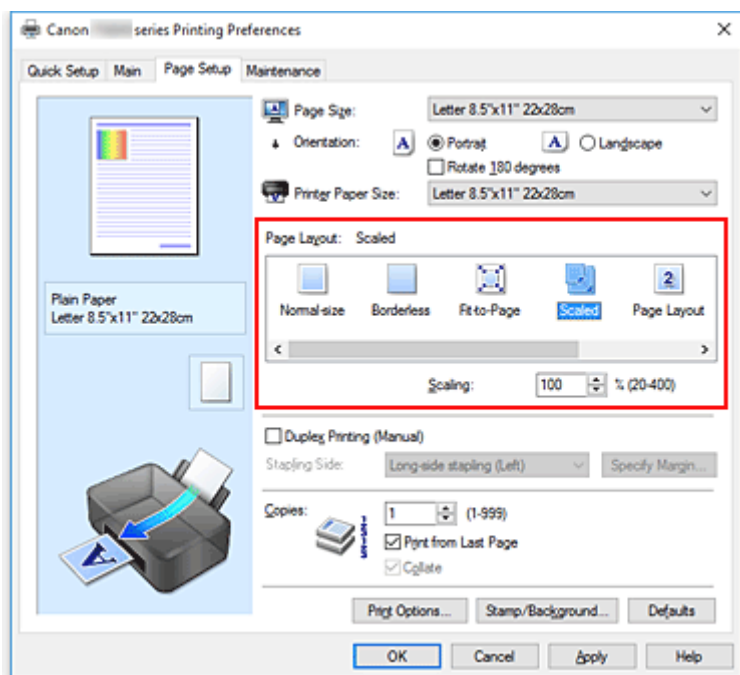 Canon series Printing Preferences
Quick Setup Main Page Setup Maintenance
Page Size: Letter 8.5"x11" 22x28cm
Orientation: A Portrait A Landscape
Rotate 180 degrees
Printer Paper Size: Letter 8.5"x11" 22x28cm
Page Layout: Scaled
Normal-size Borderless Fit-to-Page Scaled Page Layout
Scaling: 100 % (20-400)
Plain Paper
Letter 8.5"x11" 22x28cm
Duplex Printing (Manual)
Stapling Side: Long-side stapling (Left) Specify Margin...
Copies: 1 (1-999)
Print from Last Page
Collate
Print Options... Stamp/Background... Defaults
OK Cancel Apply Help